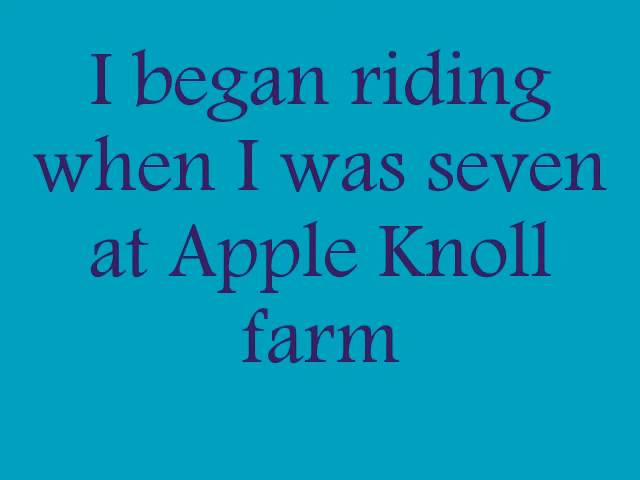 I began riding
when I was seven
at Apple Knoll
farm